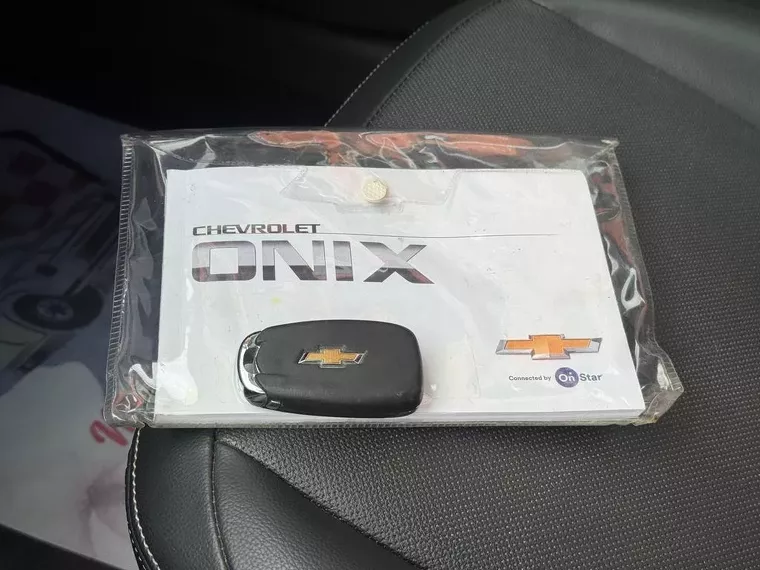 CHEVROLET
ONIX
Connected by OnStar